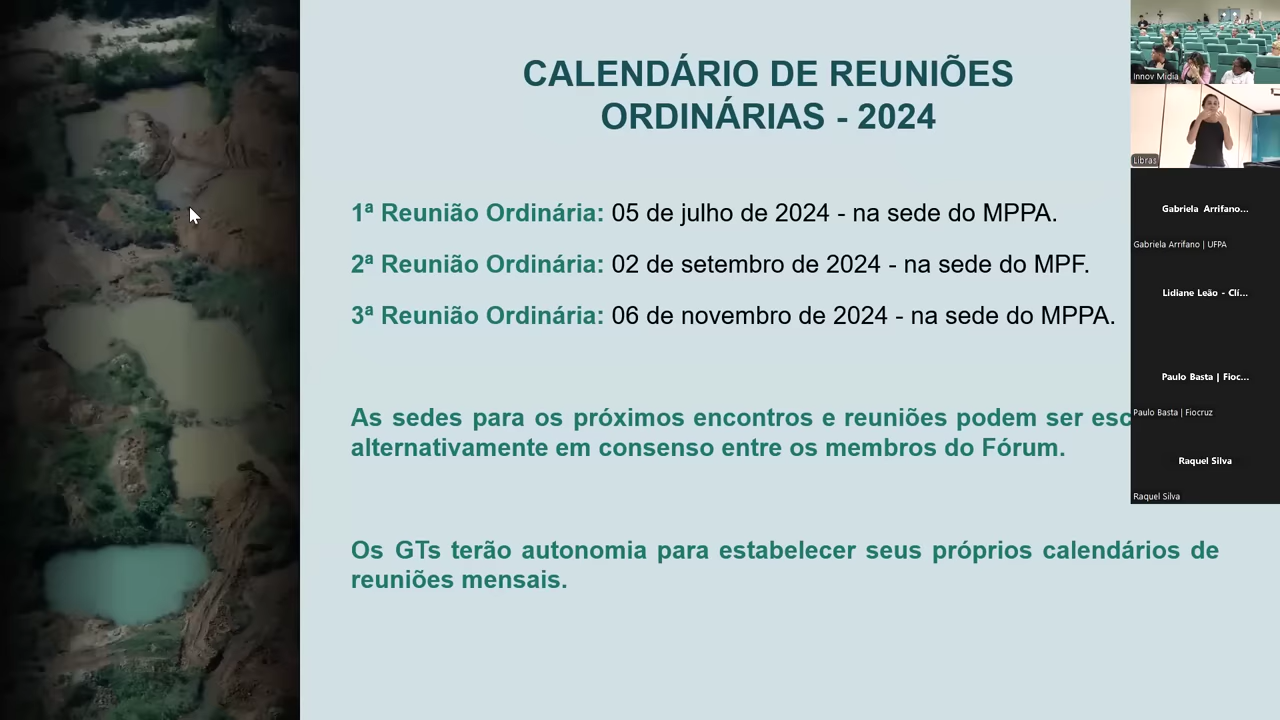 CALENDÁRIO DE REUNIÕES
ORDINÁRIAS - 2024
1ª Reunião Ordinária: 05 de julho de 2024 - na sede do MPPA.
2ª Reunião Ordinária: 02 de setembro de 2024 - na sede do MPF.
3ª Reunião Ordinária: 06 de novembro de 2024 - na sede do MPPA.
As sedes para os próximos encontros e reuniões podem ser esc
alternativamente em consenso entre os membros do Fórum.
Os GTs terão autonomia para estabelecer seus próprios calendários de
reuniões mensais.
Innov Midia
Libras
Gabriela Arrifano...
Gabriela Arrifano | UFPA
Lidiane Leão - Clí...
Paulo Basta | Fioc...
Paulo Basta | Fiocruz
Raquel Silva
Raquel Silva